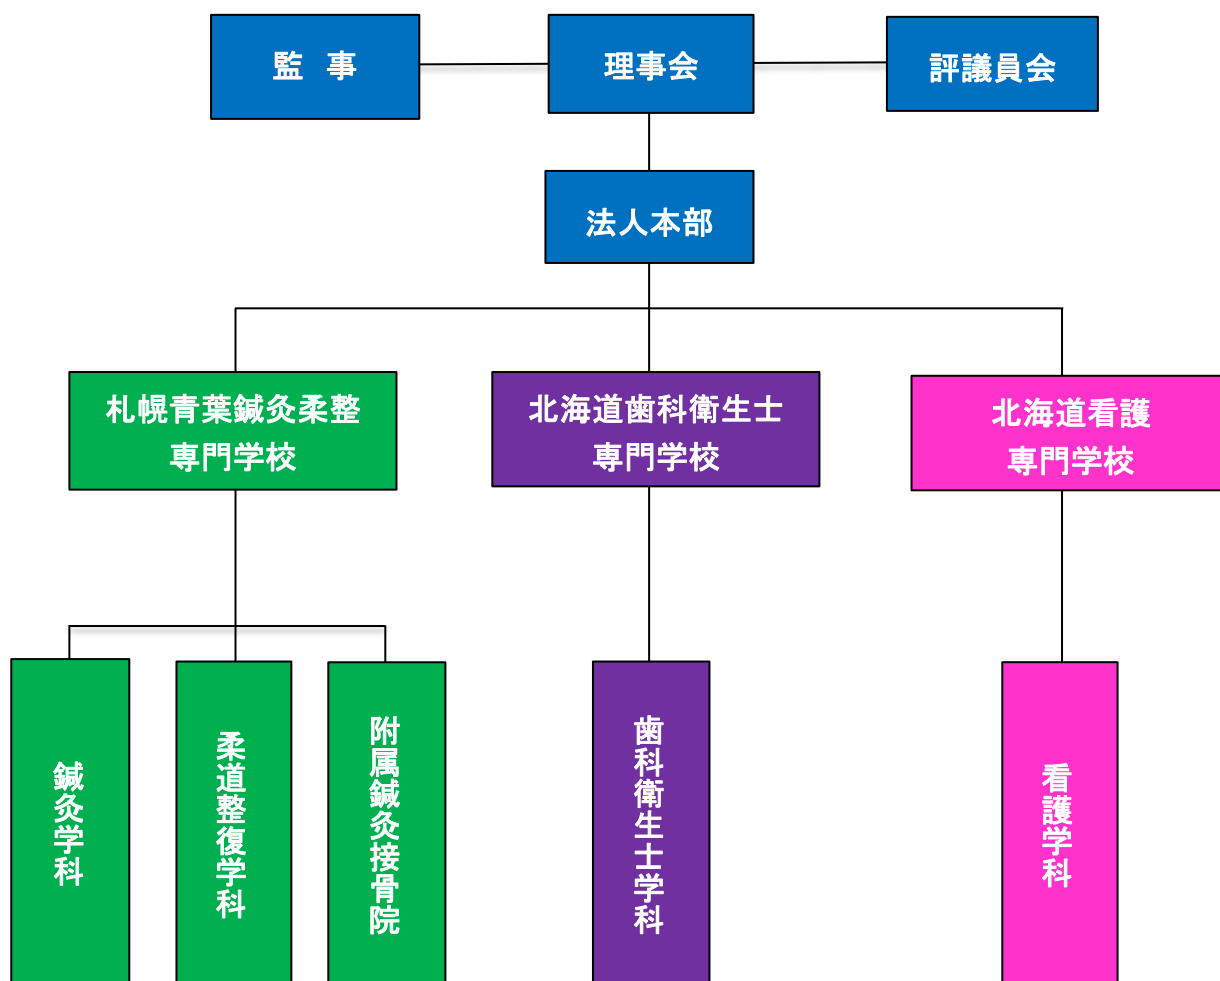 監　事
理事会
評議員会
法人本部
札幌青葉鍼灸柔整
専門学校
北海道歯科衛生士
専門学校
北海道看護
専門学校
鍼灸学科
柔道整復学科
附属鍼灸接骨院
歯科衛生士学科
看護学科